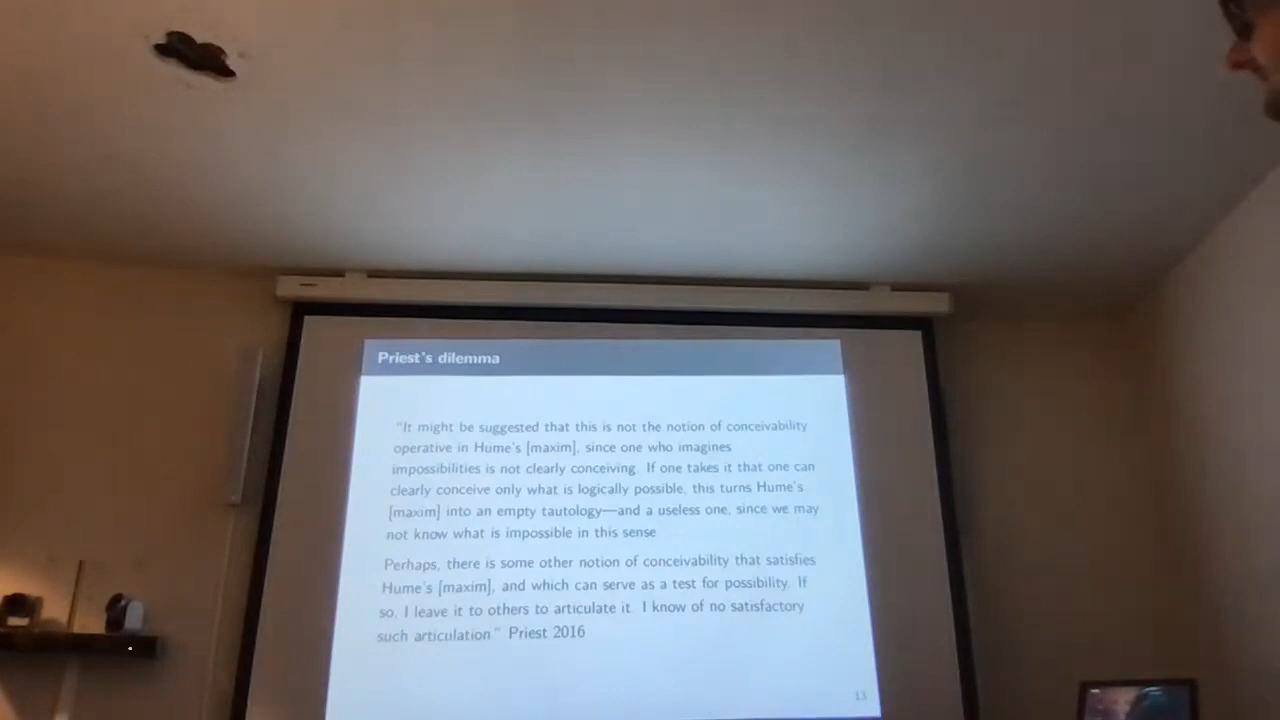 Priest's dilemma
"It might be suggested that this is not the notion of conceivability
operative in Hume's [maxim], since one who imagines
impossibilities is not clearly conceiving. If one takes it that one can
clearly conceive only what is logically possible, this turns Hume's
[maxim] into an empty tautology—and a useless one, since we may
not know what is impossible in this sense
Perhaps, there is some other notion of conceivability that satisfies
Hume's [maxim], and which can serve as a test for possibility. If
so, I leave it to others to articulate it. I know of no satisfactory
such articulation" Priest 2016
13